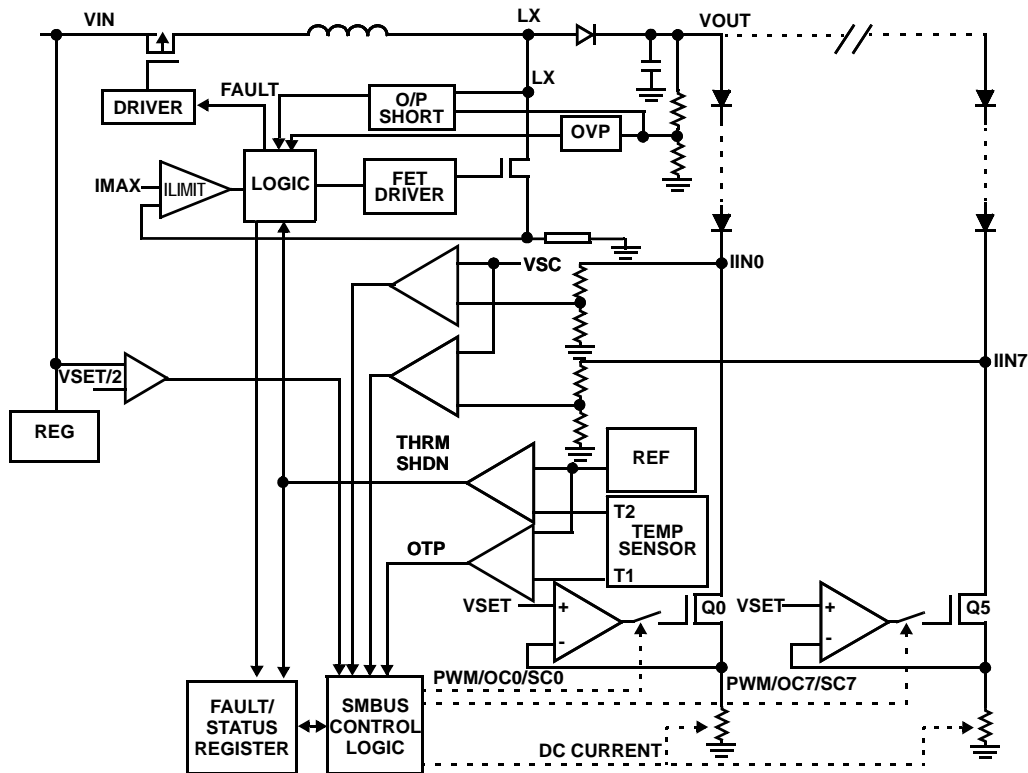 VIN
LX
VOUT
LX
FAULT
DRIVER
O/P
SHORT
OVP
IMAX
ILIMIT
LOGIC
FET
DRIVER
VSC
IIN0
IIN7
VSET/2
REG
THRM
SHDN
REF
T2
TEMP
SENSOR
T1
OTP
VSET
+
-
Q0
VSET
+
-
Q5
PWM/OC0/SC0
PWM/OC7/SC7
FAULT/
STATUS
REGISTER
SMBUS
CONTROL
LOGIC
DC CURRENT